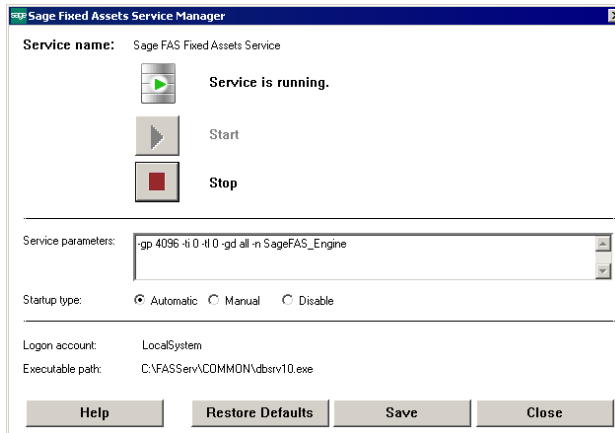 sage Sage Fixed Assets Service Manager
Service name: Sage FAS Fixed Assets Service
Service is running.
Start
Stop
Service parameters: -gp 4096 -ti 0 -tl 0 -gd all -n SageFAS_Engine
Startup type: Automatic Manual Disable
Logon account: LocalSystem
Executable path: C:\FASServ\COMMON\dbsrv10.exe
Help Restore Defaults Save Close